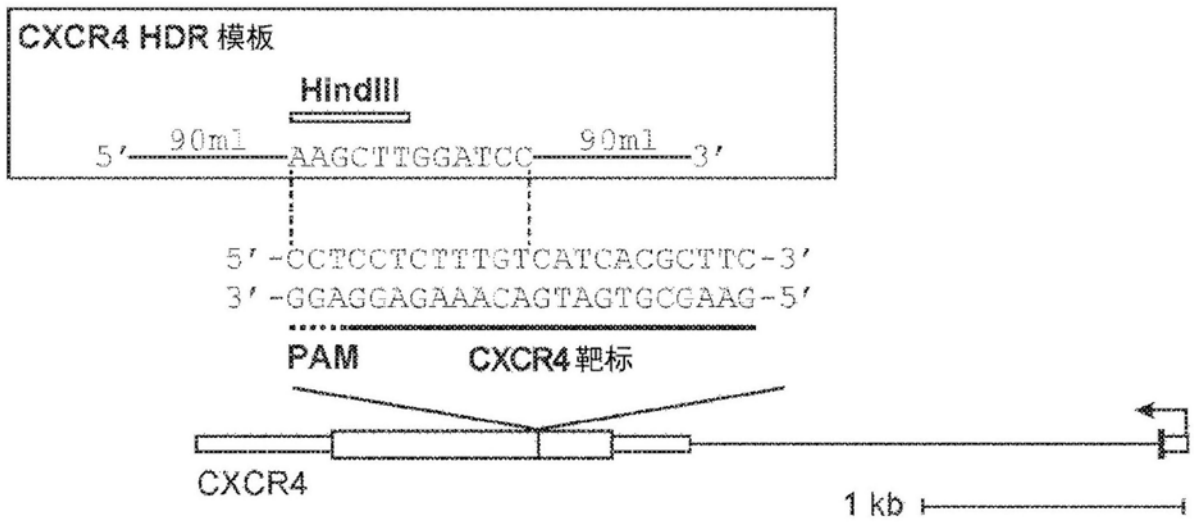 CXCR4 HDR 模板
HindIII
5′ 90ml AAGCTTGGATCC 90ml 3′
5′-CCTCCTCTTTGTCATCACGCTTC-3′
3′-GGAGGAGAAACAGTAGTGCGAAG-5′
PAM CXCR4 靶标
CXCR4
1 kb